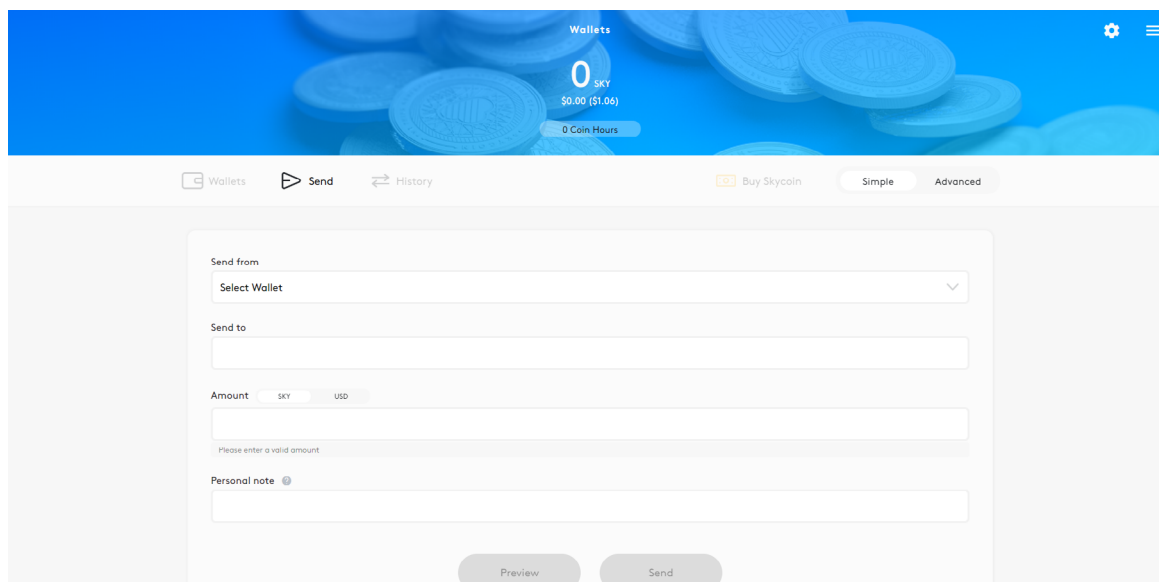 Wallets
0 SKY
$0.00 ($1.06)
0 Coin Hours
Wallets Send History Buy Skycoin Simple Advanced
Send from
Select Wallet
Send to
Amount SKY USD
Please enter a valid amount
Personal note ?
Preview Send